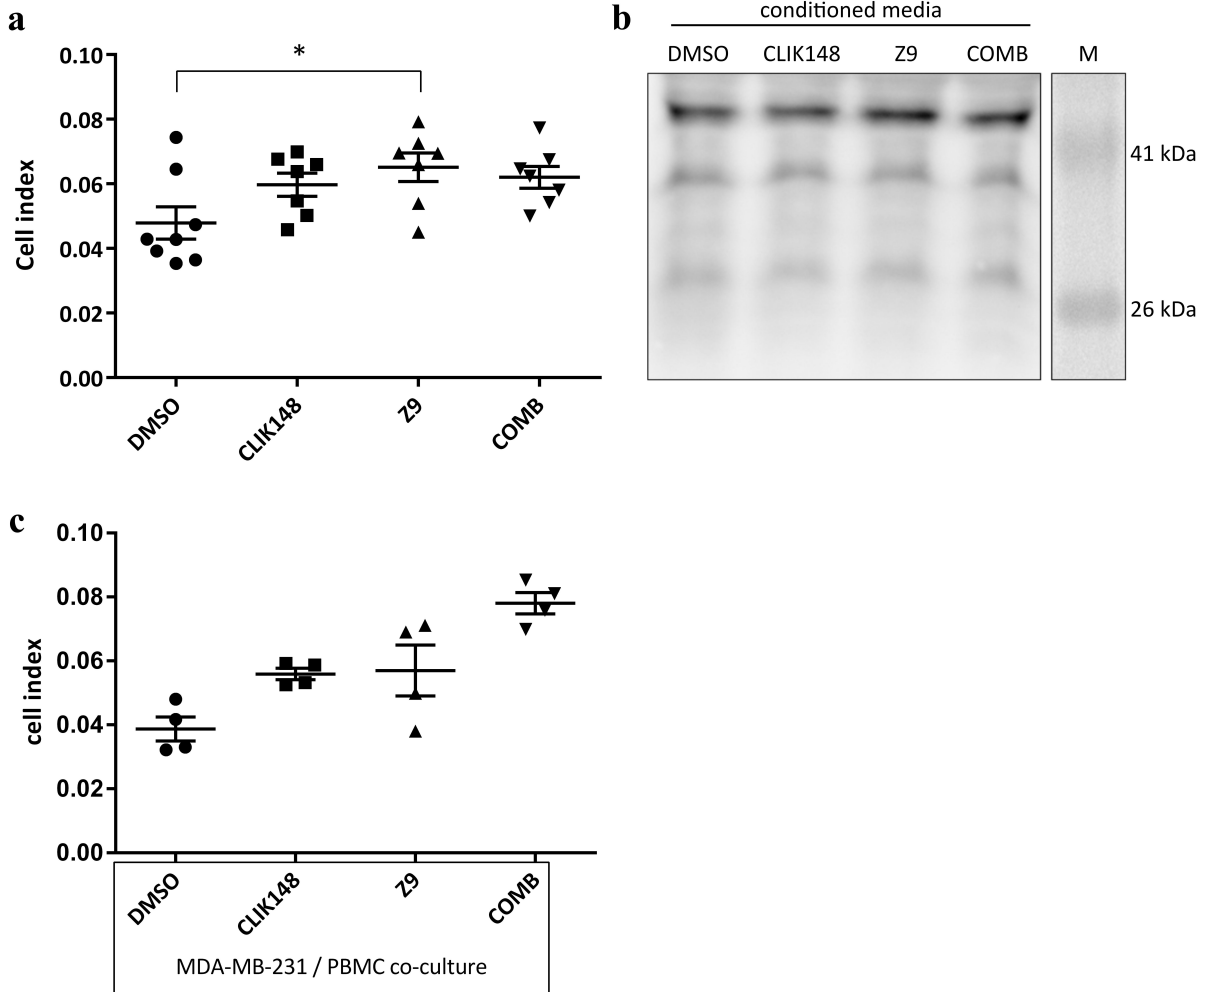 a
*
0.10
0.08
0.06
0.04
0.02
0.00
Cell index
DMSO
CLIK148
Z9
COMB
b
conditioned media
DMSO CLIK148 Z9 COMB M
41 kDa
26 kDa
c
0.10
0.08
0.06
0.04
0.02
0.00
cell index
DMSO
CLIK148
Z9
COMB
MDA-MB-231 / PBMC co-culture